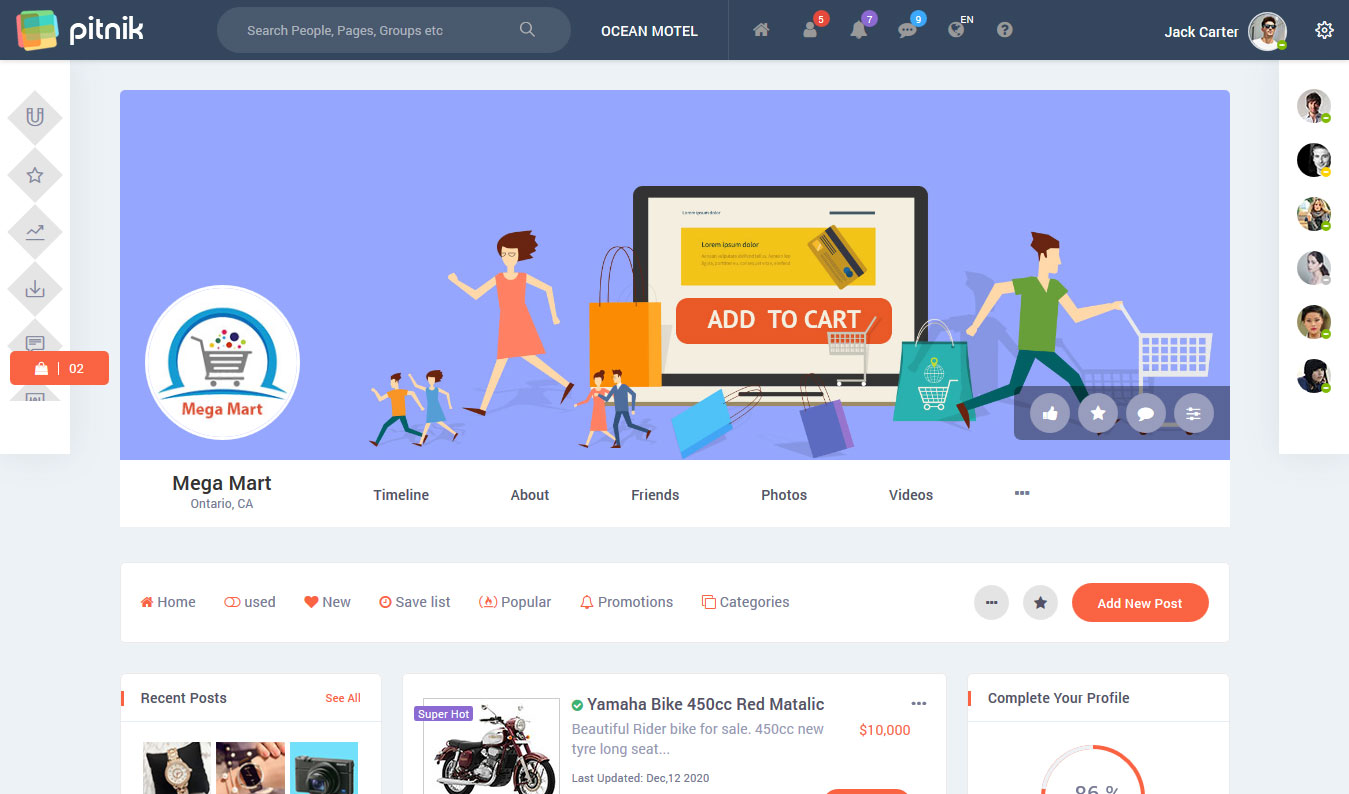 pitnik
Search People, Pages, Groups etc
OCEAN MOTEL
5
7
9
EN
Jack Carter
02
Lorem ipsum dolor
Lorem ipsum dolor
ADD TO CART
Mega Mart
Mega Mart
Ontario, CA
Timeline
About
Friends
Photos
Videos
Home
used
New
Save list
Popular
Promotions
Categories
Add New Post
Recent Posts
See All
Super Hot
Yamaha Bike 450cc Red Matalic
Beautiful Rider bike for sale. 450cc new
tyre long seat...
$10,000
Last Updated: Dec,12 2020
Complete Your Profile
86 %